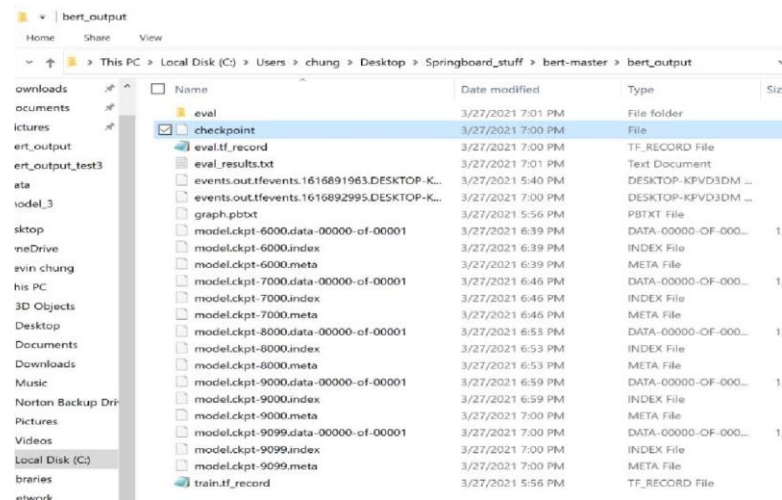 bert_output
Home Share View
This PC > Local Disk (C:) > Users > chung > Desktop > Springboard_stuff > bert-master > bert_output
ownloads
ocuments
ictures
ert_output
ert_output_test3
ata
nodel_3
sktop
neDrive
evin chung
his PC
3D Objects
Desktop
Documents
Downloads
Music
Norton Backup Dri
Pictures
Videos
Local Disk (C:)
braries
etwork
Name Date modified Type Siz
eval 3/27/2021 7:01 PM File folder
checkpoint 3/27/2021 7:00 PM File
eval.tf_record 3/27/2021 7:00 PM TF_RECORD File
eval_results.txt 3/27/2021 7:01 PM Text Document
events.out.tfevents.1616891963.DESKTOP-K... 3/27/2021 5:40 PM DESKTOP-KPVD3DM ...
events.out.tfevents.1616892995.DESKTOP-K... 3/27/2021 7:00 PM DESKTOP-KPVD3DM ...
graph.pbtxt 3/27/2021 5:56 PM PBTXT File
model.ckpt-6000.data-00000-of-00001 3/27/2021 6:39 PM DATA-00000-OF-000... 1
model.ckpt-6000.index 3/27/2021 6:39 PM INDEX File
model.ckpt-6000.meta 3/27/2021 6:39 PM META File
model.ckpt-7000.data-00000-of-00001 3/27/2021 6:46 PM DATA-00000-OF-000... 1
model.ckpt-7000.index 3/27/2021 6:46 PM INDEX File
model.ckpt-7000.meta 3/27/2021 6:46 PM META File
model.ckpt-8000.data-00000-of-00001 3/27/2021 6:53 PM DATA-00000-OF-000... 1
model.ckpt-8000.index 3/27/2021 6:53 PM INDEX File
model.ckpt-8000.meta 3/27/2021 6:53 PM META File
model.ckpt-9000.data-00000-of-00001 3/27/2021 6:59 PM DATA-00000-OF-000... 1
model.ckpt-9000.index 3/27/2021 6:59 PM INDEX File
model.ckpt-9000.meta 3/27/2021 7:00 PM META File
model.ckpt-9099.data-00000-of-00001 3/27/2021 7:00 PM DATA-00000-OF-000... 1
model.ckpt-9099.index 3/27/2021 7:00 PM INDEX File
model.ckpt-9099.meta 3/27/2021 7:00 PM META File
train.tf_record 3/27/2021 5:56 PM TF_RECORD File